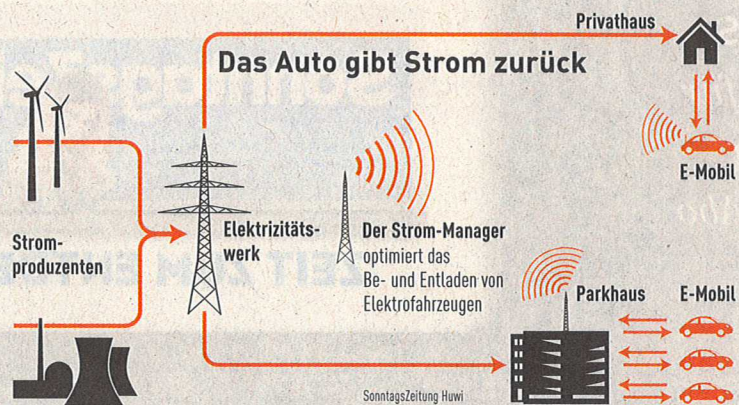 Privathaus
Das Auto gibt Strom zurück
E-Mobil
Strom-
produzenten
Elektrizitäts-
werk
Der Strom-Manager
optimiert das
Be- und Entladen von
Elektrofahrzeugen
Parkhaus
E-Mobil
SonntagsZeitung Huwi